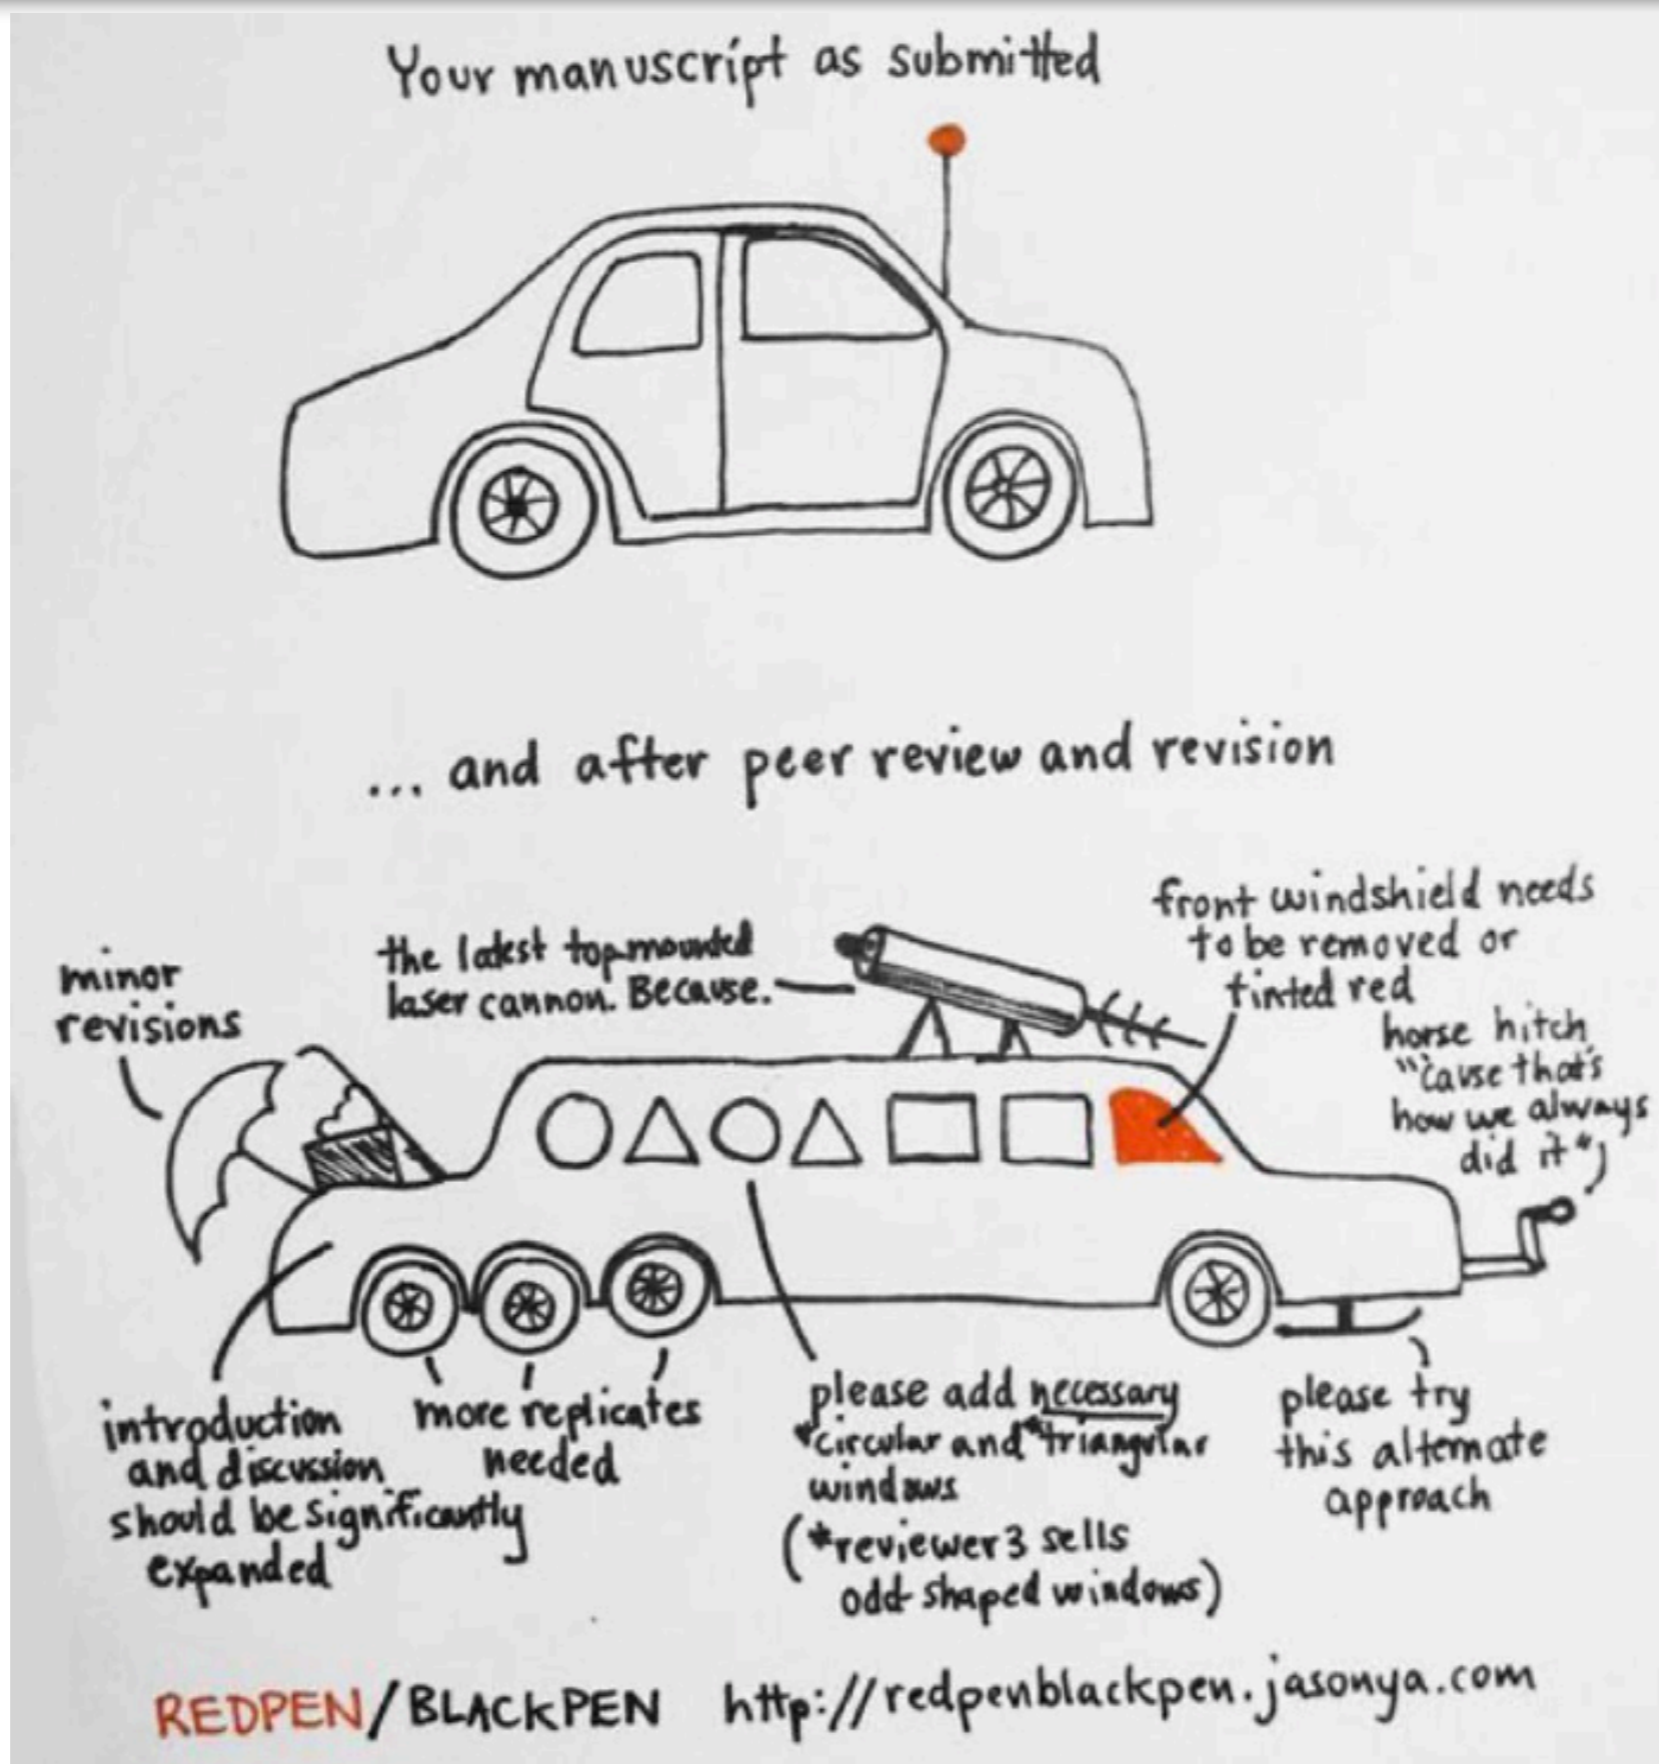 Your manuscript as submitted
... and after peer review and revision
minor
revisions
the latest top-mounted
laser cannon. Because.
front windshield needs
to be removed or
tinted red
horse hitch
"'cause that's
how we always
did it"
introduction
and discussion
should be significantly
expanded
more replicates
needed
please add necessary
*circular and *triangular
windows
(*reviewer 3 sells
odd shaped windows)
please try
this alternate
approach
REDPEN/BLACKPEN http://redpenblackpen.jasonya.com